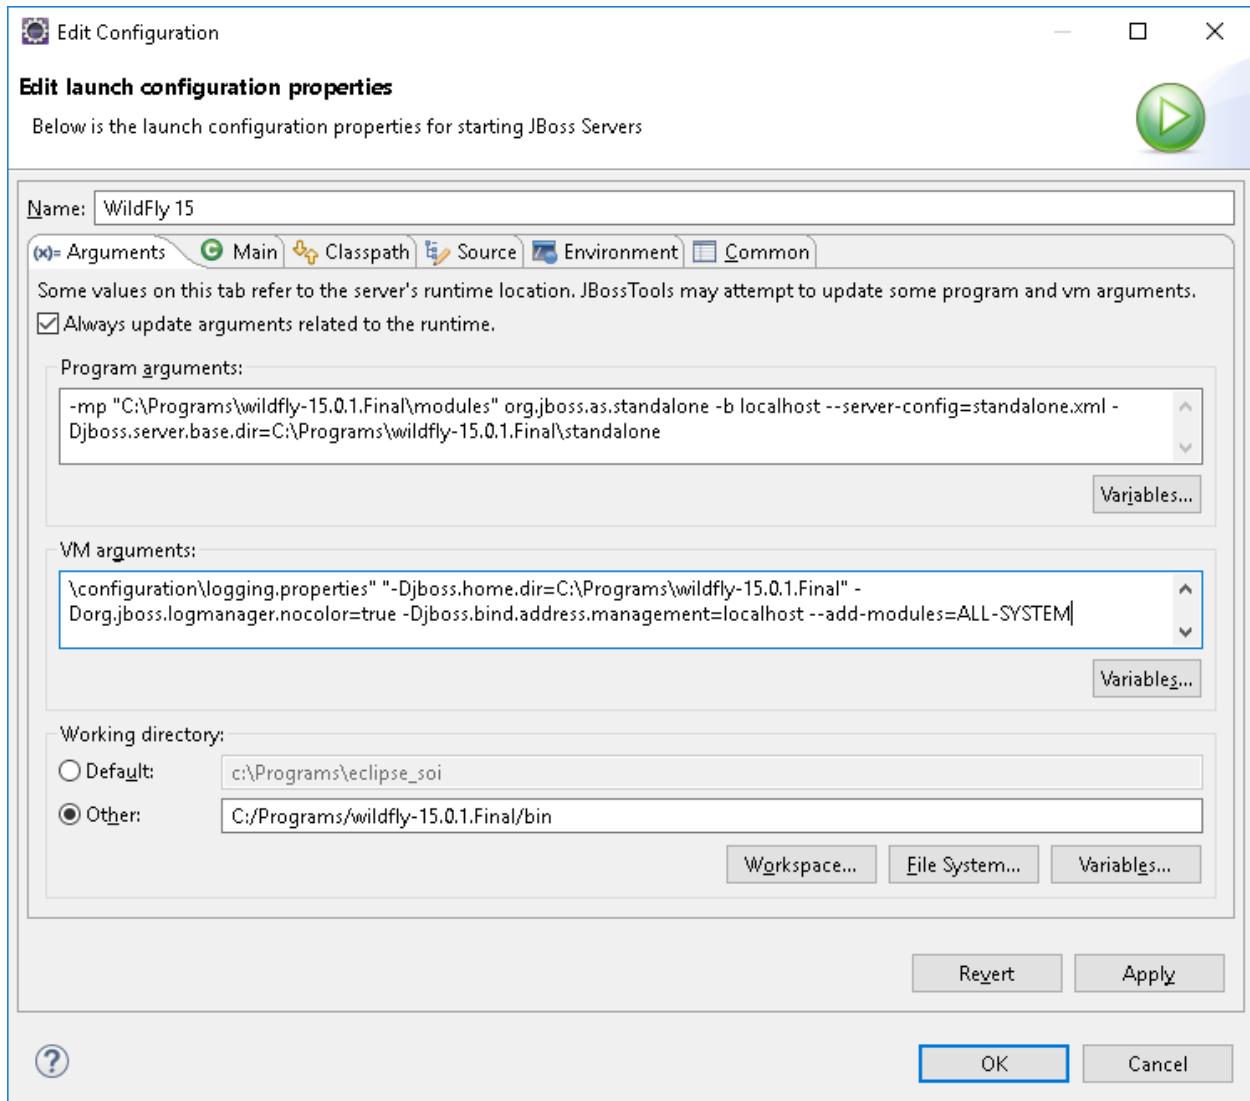 Edit Configuration
Edit launch configuration properties
Below is the launch configuration properties for starting JBoss Servers
Name: WildFly 15
(x)= Arguments Main Classpath Source Environment Common
Some values on this tab refer to the server's runtime location. JBossTools may attempt to update some program and vm arguments.
Always update arguments related to the runtime.
Program arguments:
-mp "C:\Programs\wildfly-15.0.1.Final\modules" org.jboss.as.standalone -b localhost --server-config=standalone.xml -
Djboss.server.base.dir=C:\Programs\wildfly-15.0.1.Final\standalone
Variables...
VM arguments:
\configuration\logging.properties" "-Djboss.home.dir=C:\Programs\wildfly-15.0.1.Final" -
Dorg.jboss.logmanager.nocolor=true -Djboss.bind.address.management=localhost --add-modules=ALL-SYSTEM
Variables...
Working directory:
Default: c:\Programs\eclipse_soi
Other: C:/Programs/wildfly-15.0.1.Final/bin
Workspace... File System... Variables...
Revert Apply
? OK Cancel